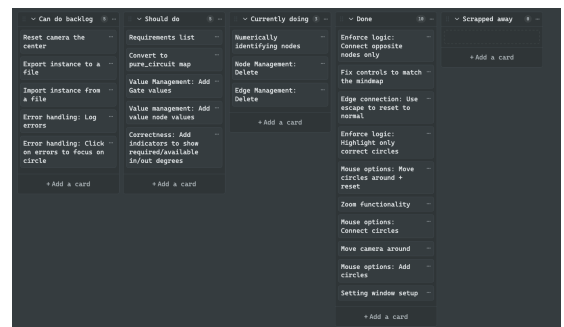 Can do backlog
Reset camera the
center
Export instance to a
file
Import instance from
a file
Error handling: Log
errors
Error handling: Click
on errors to focus on
circle
+ Add a card
Should do
Requirements list
Convert to
pure_circuit map
Value Management: Add
Gate values
Value management: Add
value node values
Correctness: Add
indicators to show
required/available
in/out degrees
+ Add a card
Currently doing
Numerically
identifying nodes
Node Management:
Delete
Edge Management:
Delete
+ Add a card
Done 10
Enforce logic:
Connect opposite
nodes only
Fix controls to match
the mindmap
Edge connection: Use
escape to reset to
normal
Enforce logic:
Highlight only
correct circles
Mouse options: Move
circles around +
reset
Zoom functionality
Mouse options:
Connect circles
Move camera around
Mouse options: Add
circles
Setting window setup
+ Add a card
Scrapped away 0
+ Add a card